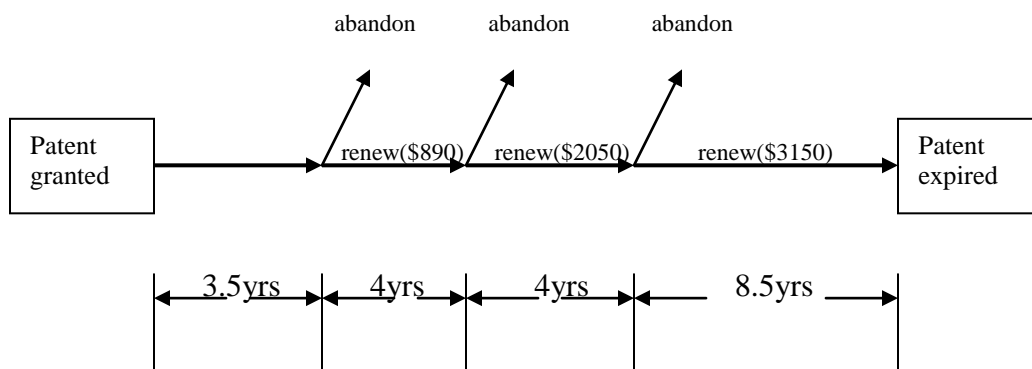 abandon abandon abandon
Patent granted
renew($890) renew($2050) renew($3150)
Patent expired
3.5yrs 4yrs 4yrs 8.5yrs